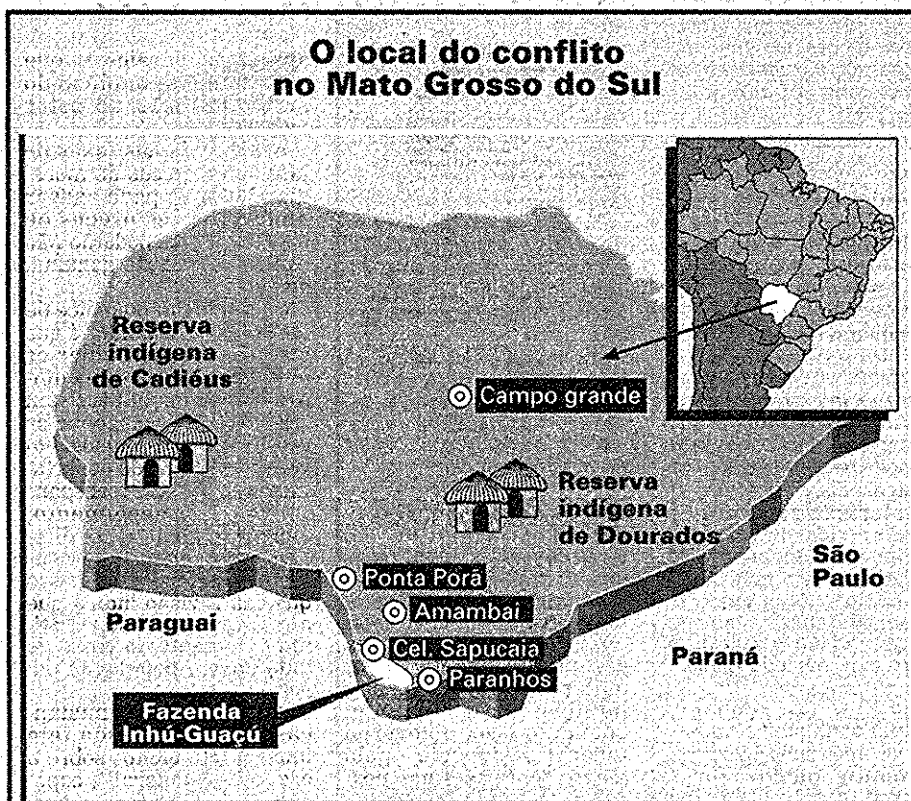 O local do conflito
no Mato Grosso do Sul
Reserva
indígena
de Cadiéus
Campo grande
Reserva
indígena
de Dourados
São
Paulo
Ponta Porã
Amambaí
Paraguai
Cel. Sapucaia
Paraná
Paranhos
Fazenda
Inhú-Guaçú